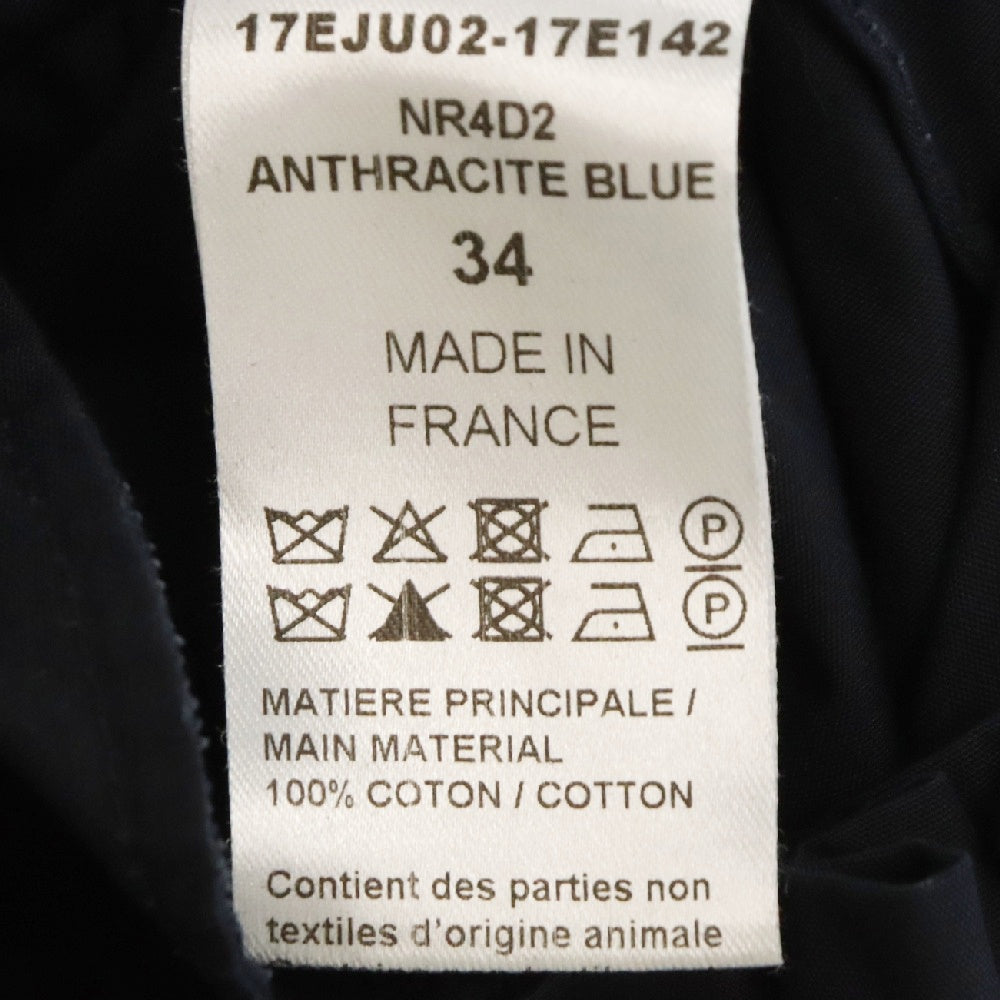 17EJU02-17E142
NR4D2
ANTHRACITE BLUE
34
MADE IN
FRANCE
P
P
MATIERE PRINCIPALE /
MAIN MATERIAL
100% COTON / COTTON
Contient des parties non
textiles d'origine animale